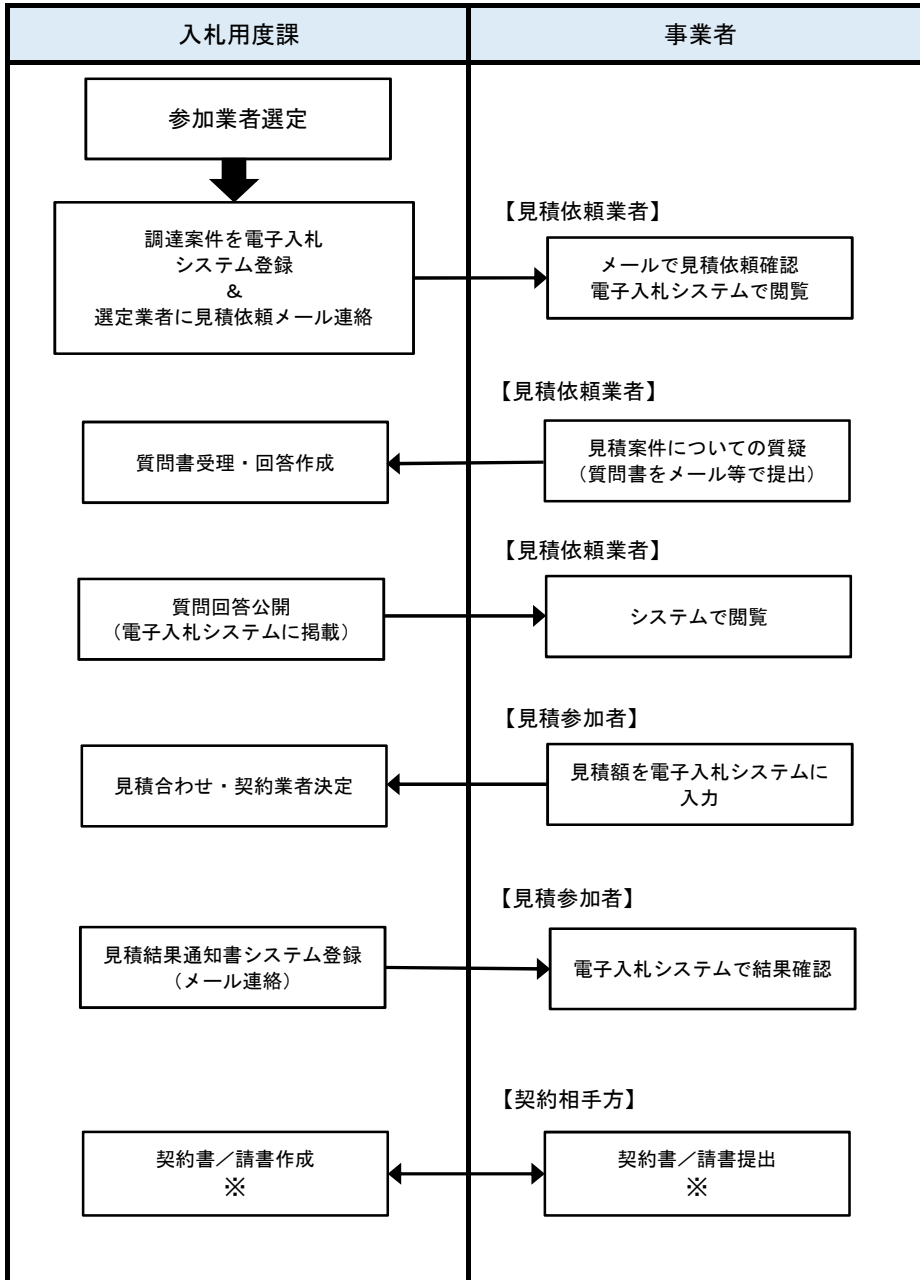 入札用度課
事業者
参加業者選定
調達案件を電子入札
システム登録
&
選定業者に見積依頼メール連絡
【見積依頼業者】
メールで見積依頼確認
電子入札システムで閲覧
【見積依頼業者】
質問書受理・回答作成
見積案件についての質疑
（質問書をメール等で提出）
【見積依頼業者】
質問回答公開
（電子入札システムに掲載）
システムで閲覧
【見積参加者】
見積合わせ・契約業者決定
見積額を電子入札システムに
入力
【見積参加者】
見積結果通知書システム登録
（メール連絡）
電子入札システムで結果確認
【契約相手方】
契約書／請書作成
※
契約書／請書提出
※